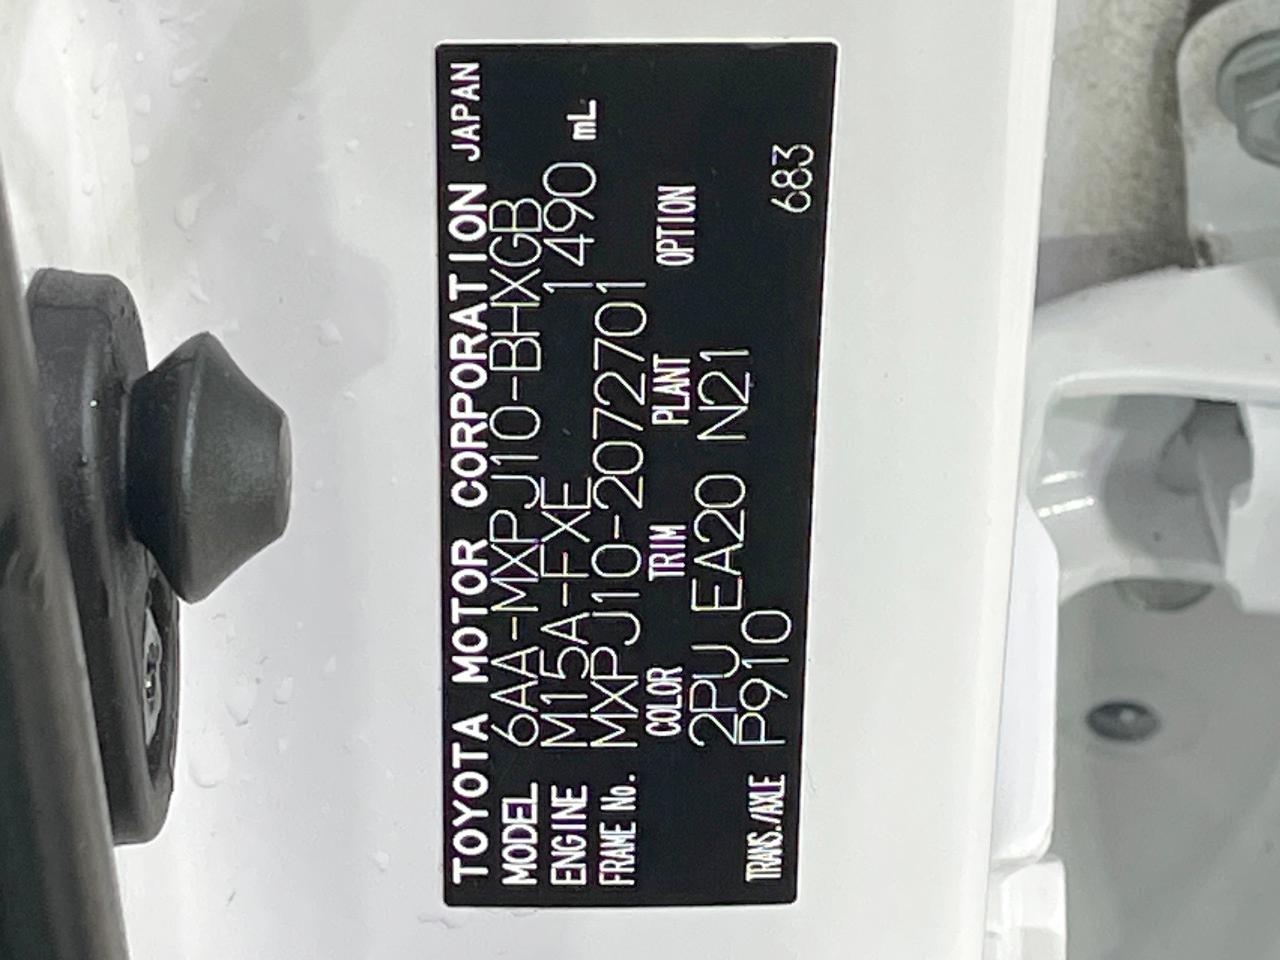 TOYOTA MOTOR CORPORATION JAPAN
MODEL 6AA-MXPJ10-BHXGB
ENGINE M15A-FXE 1490 mL
FRAME No. MXPJ10-2072701
COLOR TRIM PLANT OPTION
2PU EA20 N21
TRANS./AXLE P910
683